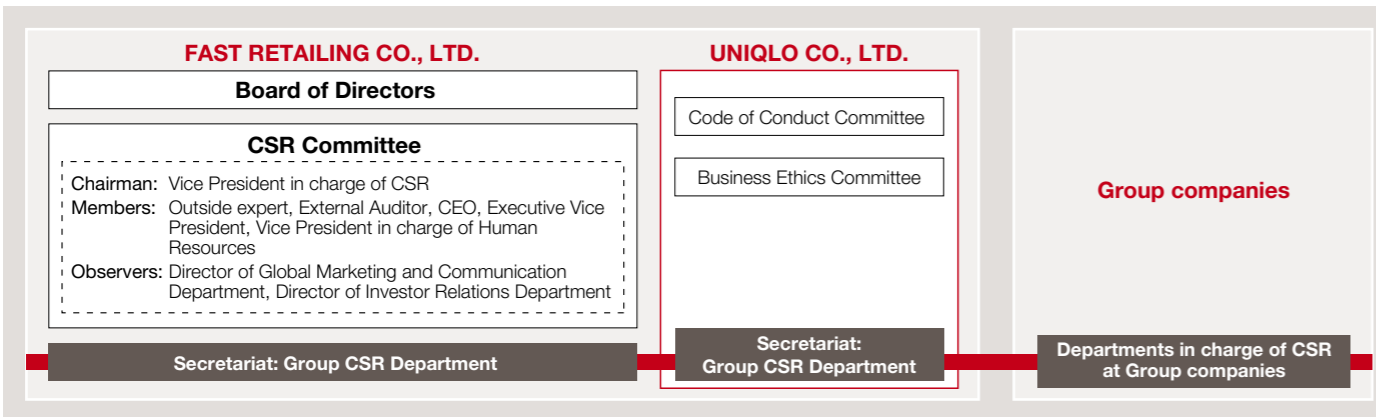 FAST RETAILING CO., LTD.
Board of Directors
CSR Committee
Chairman: Vice President in charge of CSR
Members: Outside expert, External Auditor, CEO, Executive Vice
President, Vice President in charge of Human
Resources
Observers: Director of Global Marketing and Communication
Department, Director of Investor Relations Department
Secretariat: Group CSR Department
UNIQLO CO., LTD.
Code of Conduct Committee
Business Ethics Committee
Secretariat:
Group CSR Department
Group companies
Departments in charge of CSR
at Group companies